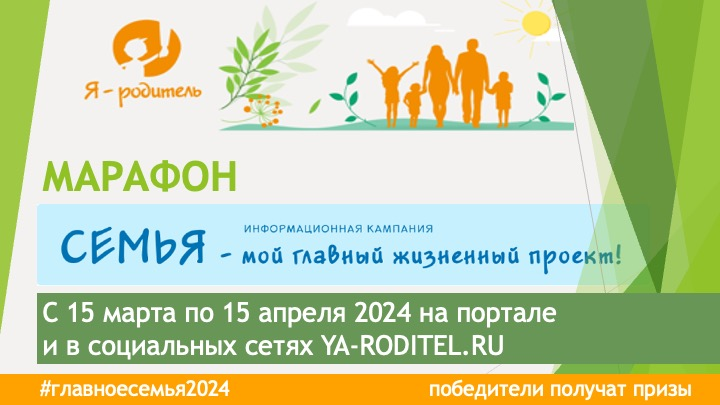 Я - родитель
МАРАФОН
ИНФОРМАЦИОННАЯ КАМПАНИЯ
СЕМЬЯ - мой главный жизненный проект!
С 15 марта по 15 апреля 2024 на портале
и в социальных сетях YA-RODITEL.RU
#главноесемья2024 победители получат призы